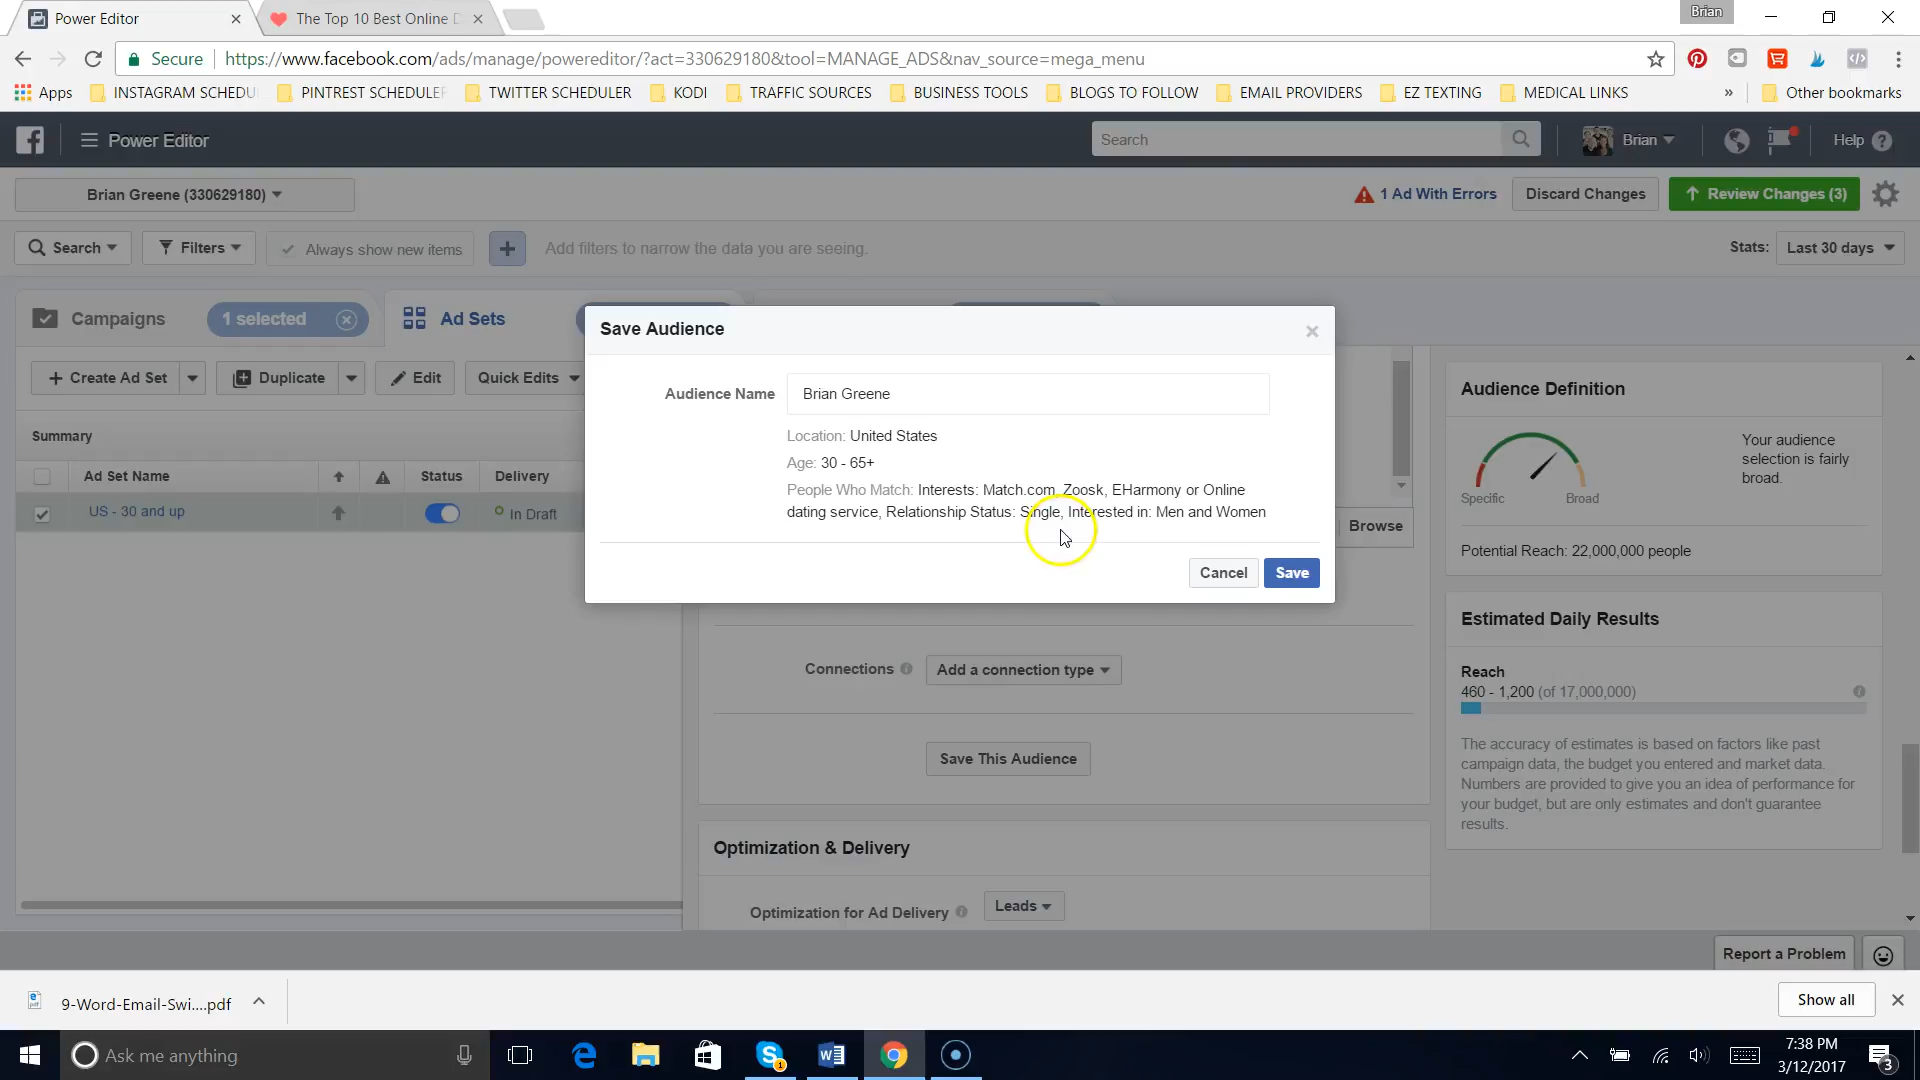 Power Editor
The Top 10 Best Online D
Brian
Secure https://www.facebook.com/ads/manage/powereditor/?act=330629180&tool=MANAGE_ADS&nav_source=mega_menu
Apps INSTAGRAM SCHEDU PINTREST SCHEDULER TWITTER SCHEDULER KODI TRAFFIC SOURCES BUSINESS TOOLS BLOGS TO FOLLOW EMAIL PROVIDERS EZ TEXTING MEDICAL LINKS » Other bookmarks
Power Editor Search Brian Help ?
Brian Greene (330629180) 1 Ad With Errors Discard Changes Review Changes (3)
Search Filters Always show new items + Add filters to narrow the data you are seeing. Stats: Last 30 days
Campaigns 1 selected Ad Sets
Save Audience
+ Create Ad Set Duplicate Edit Quick Edits
Audience Name Brian Greene
Location: United States
Age: 30 - 65+
People Who Match: Interests: Match.com, Zoosk, EHarmony or Online
dating service, Relationship Status: Single, Interested in: Men and Women
Cancel Save
Summary
Ad Set Name Status Delivery
US - 30 and up In Draft
Browse
Connections Add a connection type
Save This Audience
Optimization & Delivery
Optimization for Ad Delivery Leads
Audience Definition
Your audience
selection is fairly
broad.
Specific Broad
Potential Reach: 22,000,000 people
Estimated Daily Results
Reach
460 - 1,200 (of 17,000,000)
The accuracy of estimates is based on factors like past
campaign data, the budget you entered and market data.
Numbers are provided to give you an idea of performance for
your budget, but are only estimates and don't guarantee
results.
Report a Problem
9-Word-Email-Swi....pdf Show all
Ask me anything
7:38 PM
3/12/2017
1
3